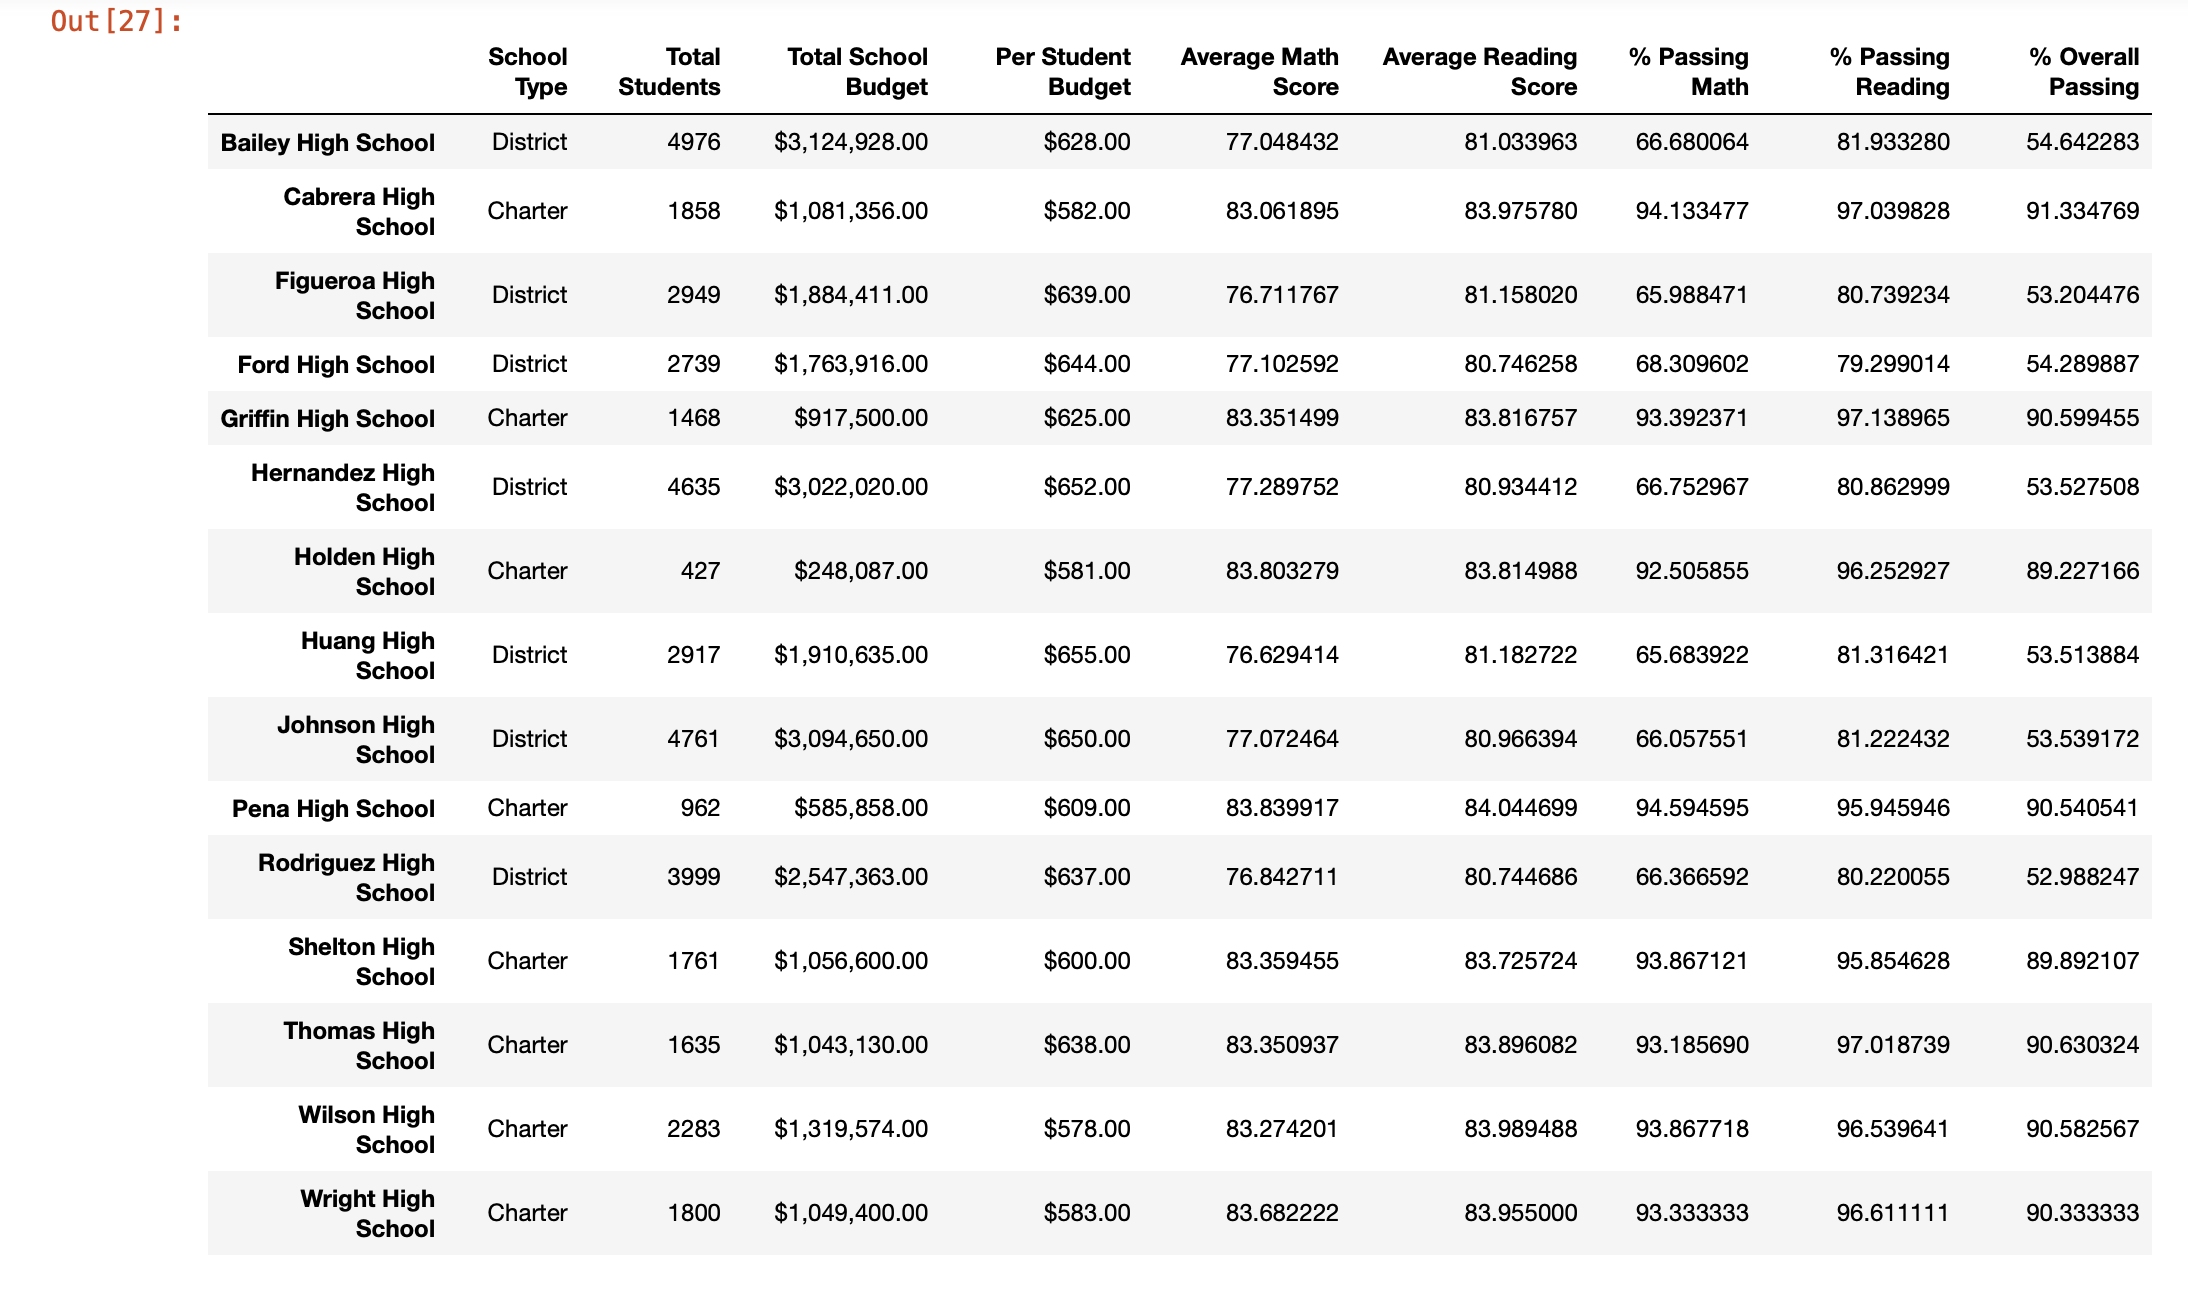 Out[27]:
School Type Total Students Total School Budget Per Student Budget Average Math Score Average Reading Score % Passing Math % Passing Reading % Overall Passing
Bailey High School District 4976 $3,124,928.00 $628.00 77.048432 81.033963 66.680064 81.933280 54.642283
Cabrera High School Charter 1858 $1,081,356.00 $582.00 83.061895 83.975780 94.133477 97.039828 91.334769
Figueroa High School District 2949 $1,884,411.00 $639.00 76.711767 81.158020 65.988471 80.739234 53.204476
Ford High School District 2739 $1,763,916.00 $644.00 77.102592 80.746258 68.309602 79.299014 54.289887
Griffin High School Charter 1468 $917,500.00 $625.00 83.351499 83.816757 93.392371 97.138965 90.599455
Hernandez High School District 4635 $3,022,020.00 $652.00 77.289752 80.934412 66.752967 80.862999 53.527508
Holden High School Charter 427 $248,087.00 $581.00 83.803279 83.814988 92.505855 96.252927 89.227166
Huang High School District 2917 $1,910,635.00 $655.00 76.629414 81.182722 65.683922 81.316421 53.513884
Johnson High School District 4761 $3,094,650.00 $650.00 77.072464 80.966394 66.057551 81.222432 53.539172
Pena High School Charter 962 $585,858.00 $609.00 83.839917 84.044699 94.594595 95.945946 90.540541
Rodriguez High School District 3999 $2,547,363.00 $637.00 76.842711 80.744686 66.366592 80.220055 52.988247
Shelton High School Charter 1761 $1,056,600.00 $600.00 83.359455 83.725724 93.867121 95.854628 89.892107
Thomas High School Charter 1635 $1,043,130.00 $638.00 83.350937 83.896082 93.185690 97.018739 90.630324
Wilson High School Charter 2283 $1,319,574.00 $578.00 83.274201 83.989488 93.867718 96.539641 90.582567
Wright High School Charter 1800 $1,049,400.00 $583.00 83.682222 83.955000 93.333333 96.611111 90.333333